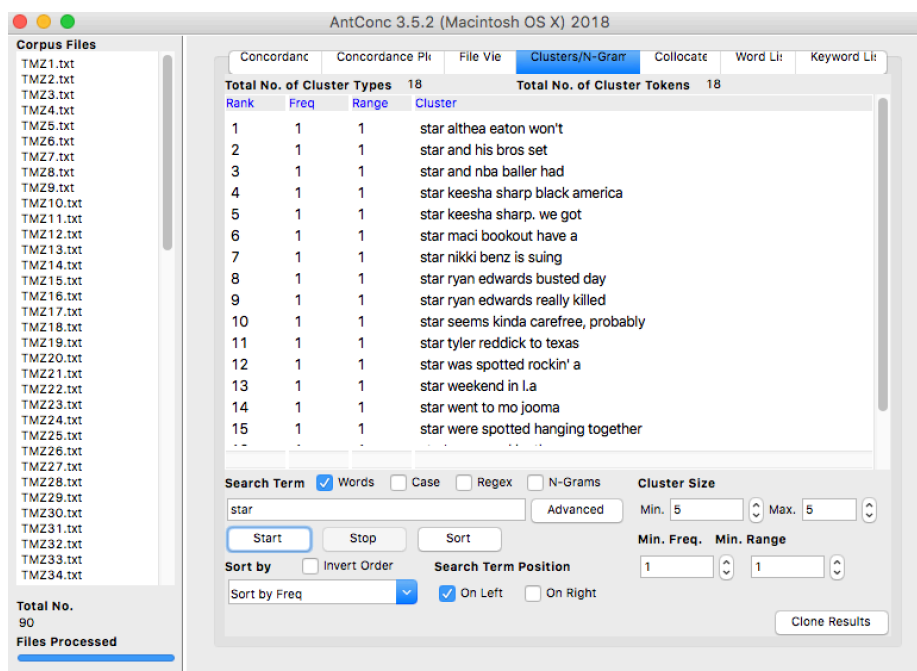 AntConc 3.5.2 (Macintosh OS X) 2018
Corpus Files
TMZ1.txt
TMZ2.txt
TMZ3.txt
TMZ4.txt
TMZ5.txt
TMZ6.txt
TMZ7.txt
TMZ8.txt
TMZ9.txt
TMZ10.txt
TMZ11.txt
TMZ12.txt
TMZ13.txt
TMZ14.txt
TMZ15.txt
TMZ16.txt
TMZ17.txt
TMZ18.txt
TMZ19.txt
TMZ20.txt
TMZ21.txt
TMZ22.txt
TMZ23.txt
TMZ24.txt
TMZ25.txt
TMZ26.txt
TMZ27.txt
TMZ28.txt
TMZ29.txt
TMZ30.txt
TMZ31.txt
TMZ32.txt
TMZ33.txt
TMZ34.txt
Total No.
90
Files Processed
Concordanc Concordance Plo File Vie Clusters/N-Gram Collocate Word Lis Keyword Lis
Total No. of Cluster Types 18 Total No. of Cluster Tokens 18
Rank Freq Range Cluster
1 1 1 star althea eaton won't
2 1 1 star and his bros set
3 1 1 star and nba baller had
4 1 1 star keesha sharp black america
5 1 1 star keesha sharp. we got
6 1 1 star maci bookout have a
7 1 1 star nikki benz is suing
8 1 1 star ryan edwards busted day
9 1 1 star ryan edwards really killed
10 1 1 star seems kinda carefree, probably
11 1 1 star tyler reddick to texas
12 1 1 star was spotted rockin' a
13 1 1 star weekend in l.a
14 1 1 star went to mo jooma
15 1 1 star were spotted hanging together
Search Term Words Case Regex N-Grams Cluster Size
star Advanced Min. 5 Max. 5
Start Stop Sort Min. Freq. Min. Range
1 1
Sort by Invert Order Search Term Position
Sort by Freq On Left On Right
Clone Results